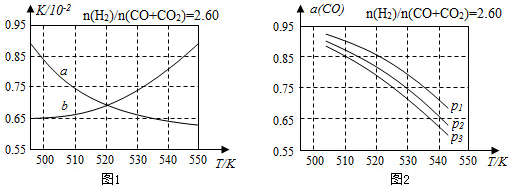 K/10⁻² n(H₂)/n(CO+CO₂)=2.60
0.95
0.85
0.75
0.65
0.55
a
b
500 510 520 530 540 550 T/K
图1
a(CO) n(H₂)/n(CO+CO₂)=2.60
0.95
0.85
0.75
0.65
0.55
p₁
p₂
p₃
500 510 520 530 540 550 T/K
图2